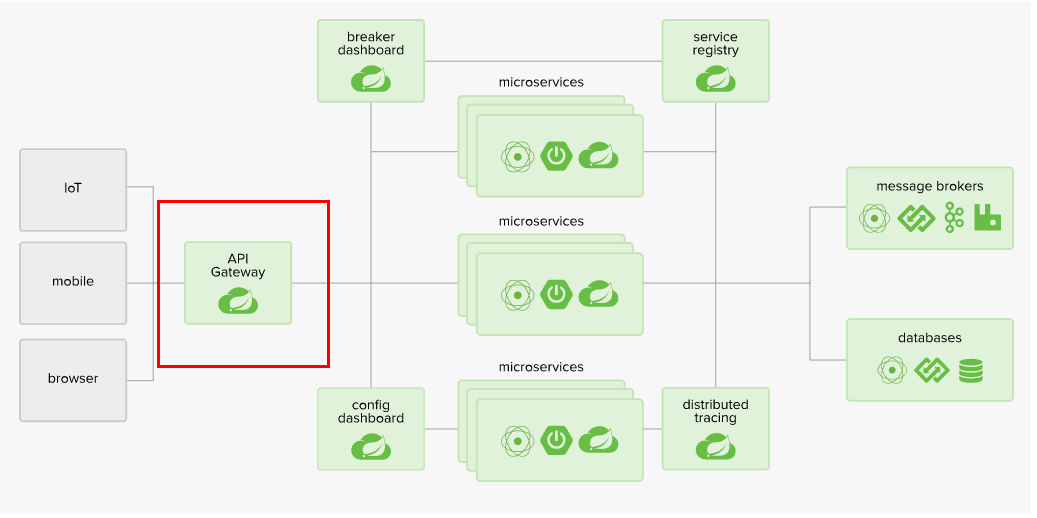 breaker
dashboard
service
registry
microservices
IoT
mobile
browser
API
Gateway
microservices
message brokers
databases
microservices
config
dashboard
distributed
tracing